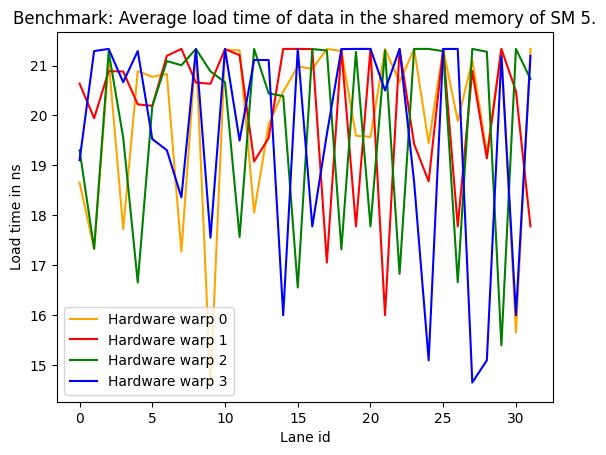 Benchmark: Average load time of data in the shared memory of SM 5.
Load time in ns
21
20
19
18
17
16
15
Hardware warp 0
Hardware warp 1
Hardware warp 2
Hardware warp 3
0 5 10 15 20 25 30
Lane id